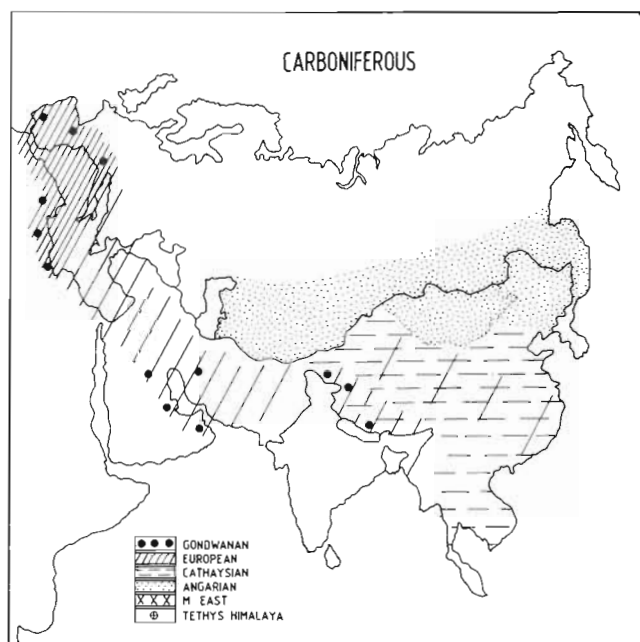 CARBONIFEROUS
GONDWANAN
EUROPEAN
CATHAYSIAN
ANGARIAN
M EAST
TETHYS HIMALAYA